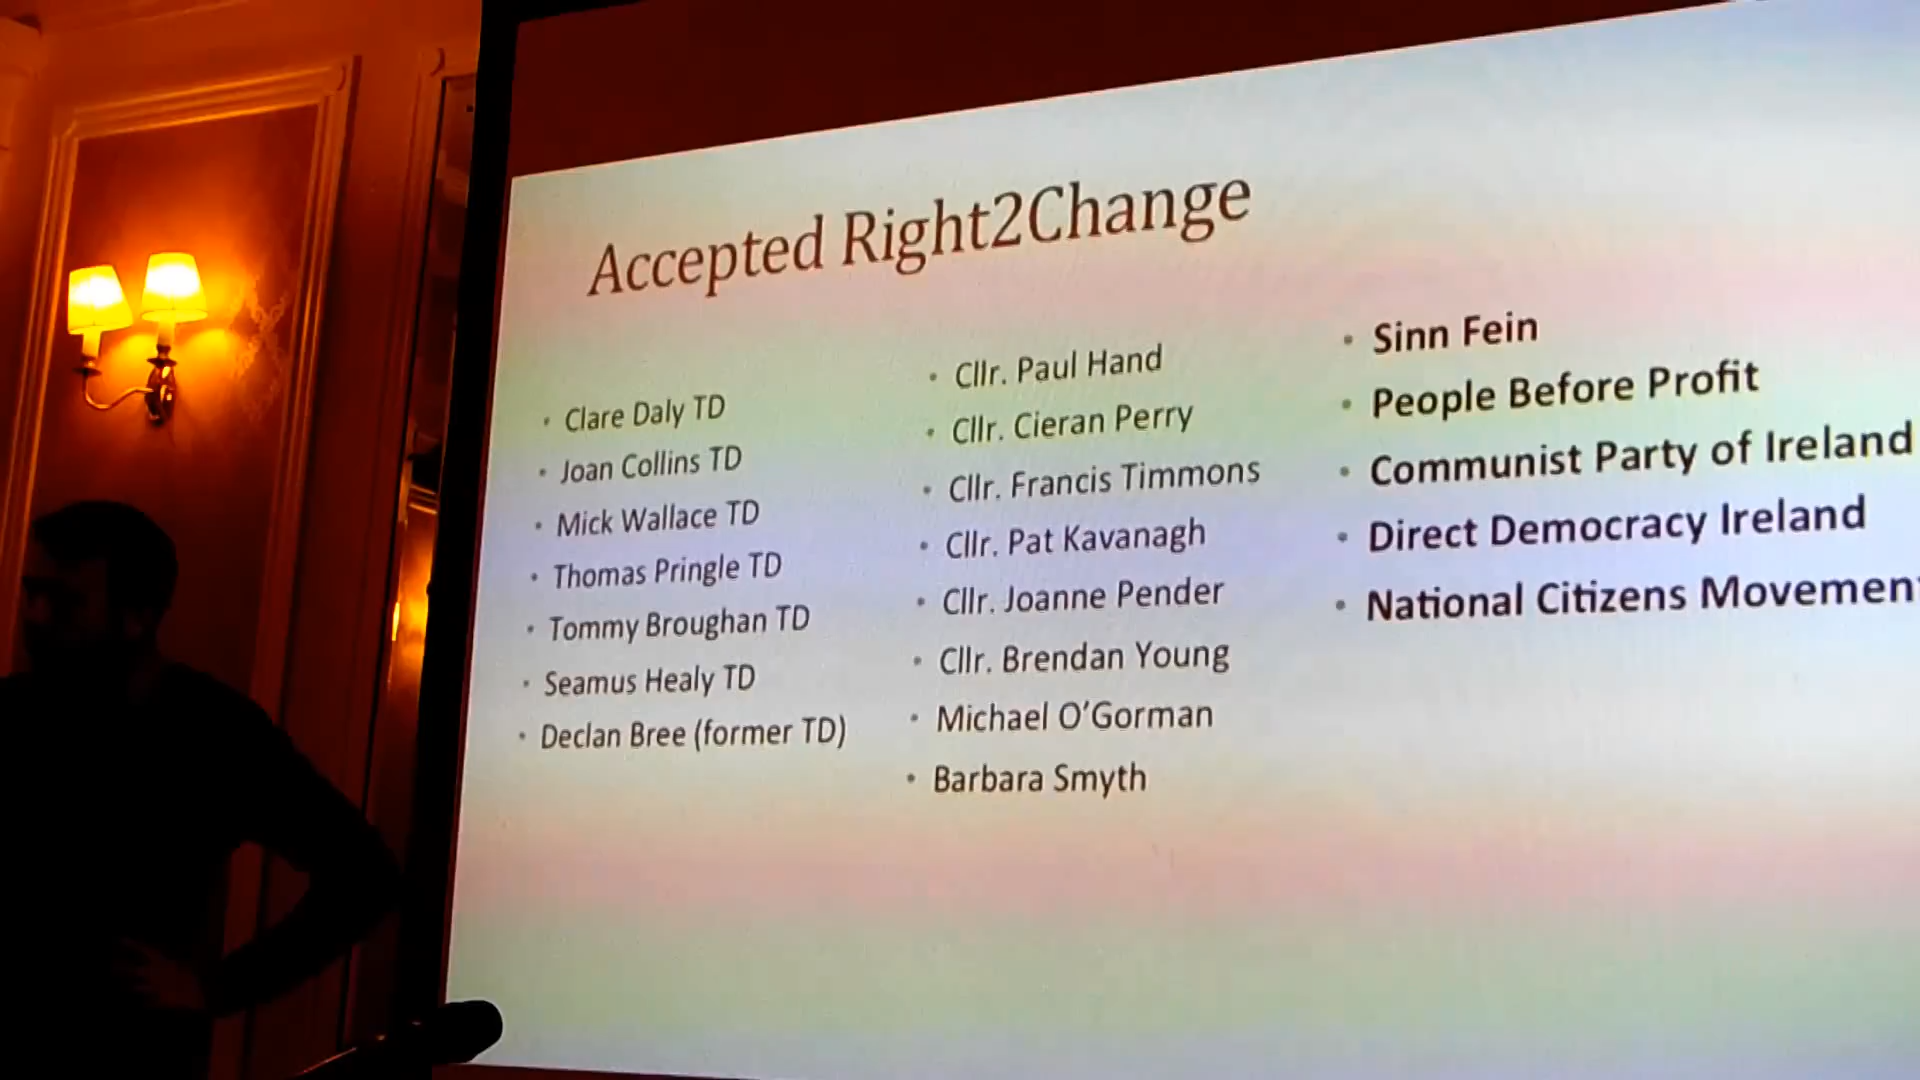 Accepted Right2Change
• Clare Daly TD
• Joan Collins TD
• Mick Wallace TD
• Thomas Pringle TD
• Tommy Broughan TD
• Seamus Healy TD
• Declan Bree (former TD)
• Cllr. Paul Hand
• Cllr. Cieran Perry
• Cllr. Francis Timmons
• Cllr. Pat Kavanagh
• Cllr. Joanne Pender
• Cllr. Brendan Young
• Michael O'Gorman
• Barbara Smyth
• Sinn Fein
• People Before Profit
• Communist Party of Ireland
• Direct Democracy Ireland
• National Citizens Movement